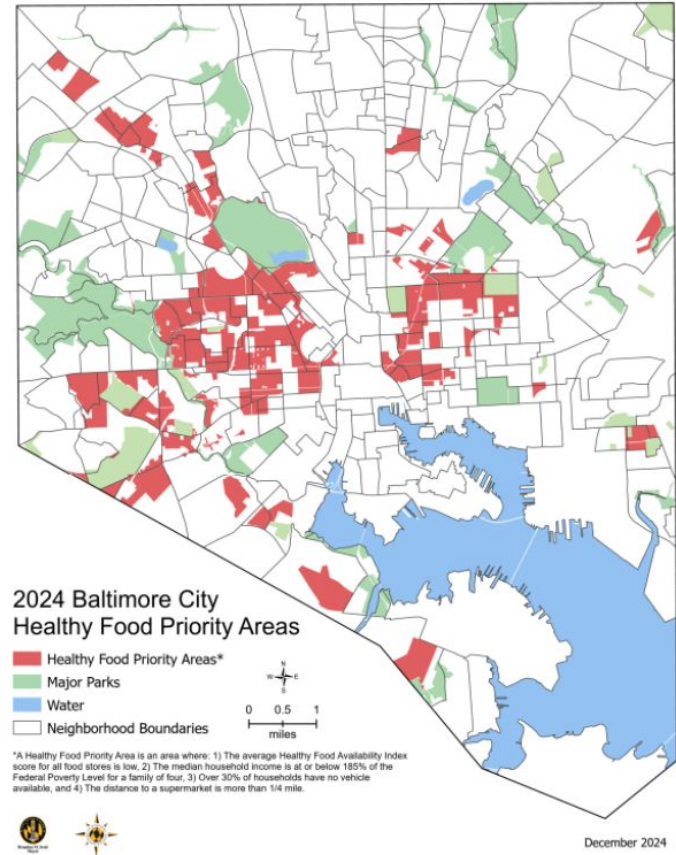 2024 Baltimore City
Healthy Food Priority Areas
Healthy Food Priority Areas*
Major Parks
Water
Neighborhood Boundaries
N
W E
S
0 0.5 1
miles
*A Healthy Food Priority Area is an area where: 1) The average Healthy Food Availability Index
score for all food stores is low, 2) The median household income is at or below 185% of the
Federal Poverty Level for a family of four, 3) Over 30% of households have no vehicle
available, and 4) The distance to a supermarket is more than 1/4 mile.
December 2024